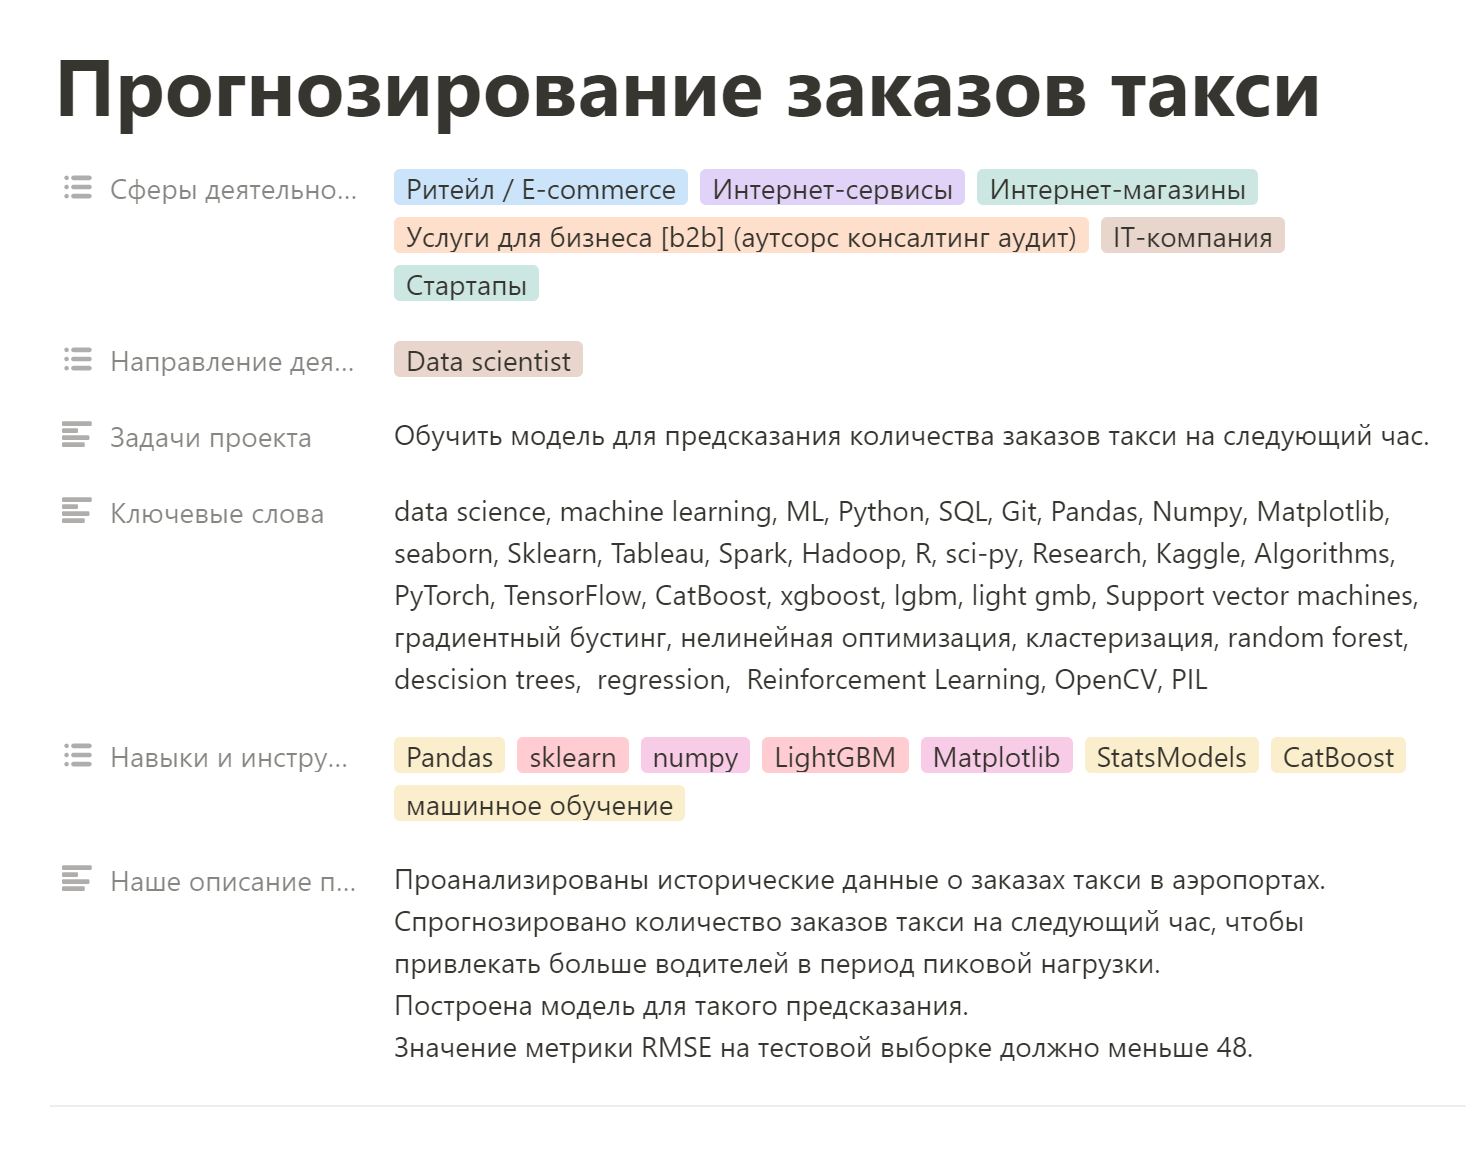 Прогнозирование заказов такси
Сферы деятельно... Ритейл / E-commerce Интернет-сервисы Интернет-магазины
Услуги для бизнеса [b2b] (аутсорс консалтинг аудит) IT-компания
Стартапы
Направление дея... Data scientist
Задачи проекта Обучить модель для предсказания количества заказов такси на следующий час.
Ключевые слова data science, machine learning, ML, Python, SQL, Git, Pandas, Numpy, Matplotlib,
seaborn, Sklearn, Tableau, Spark, Hadoop, R, sci-py, Research, Kaggle, Algorithms,
PyTorch, TensorFlow, CatBoost, xgboost, lgbm, light gmb, Support vector machines,
градиентный бустинг, нелинейная оптимизация, кластеризация, random forest,
descision trees,  regression,  Reinforcement Learning, OpenCV, PIL
Навыки и инстру... Pandas sklearn numpy LightGBM Matplotlib StatsModels CatBoost
машинное обучение
Наше описание п... Проанализированы исторические данные о заказах такси в аэропортах.
Спрогнозировано количество заказов такси на следующий час, чтобы
привлекать больше водителей в период пиковой нагрузки.
Построена модель для такого предсказания.
Значение метрики RMSE на тестовой выборке должно меньше 48.